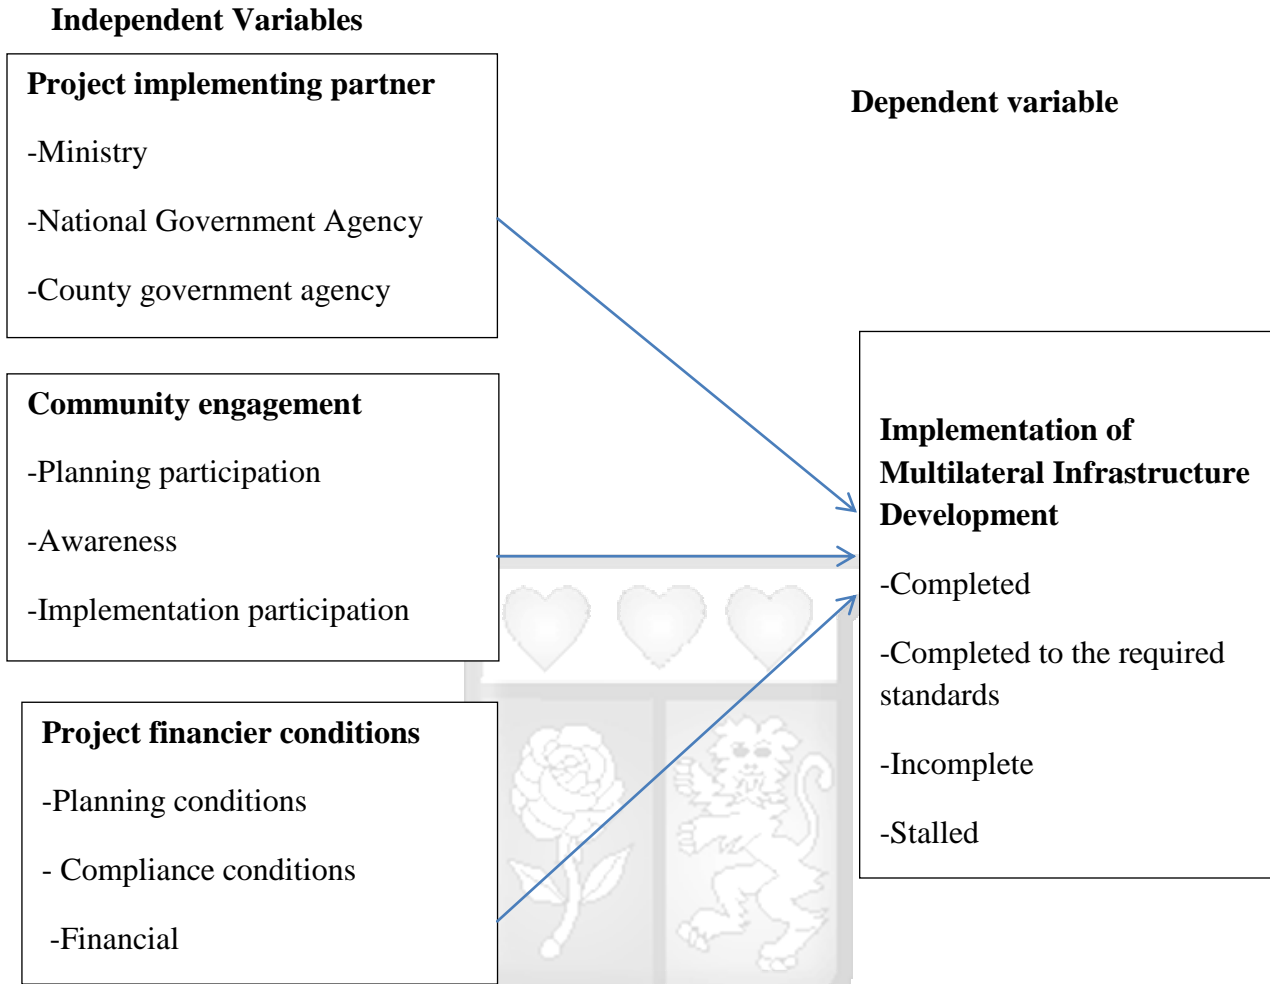 Independent Variables
Project implementing partner
-Ministry
-National Government Agency
-County government agency
Community engagement
-Planning participation
-Awareness
-Implementation participation
Project financier conditions
-Planning conditions
- Compliance conditions
-Financial
Dependent variable
Implementation of
Multilateral Infrastructure
Development
-Completed
-Completed to the required
standards
-Incomplete
-Stalled